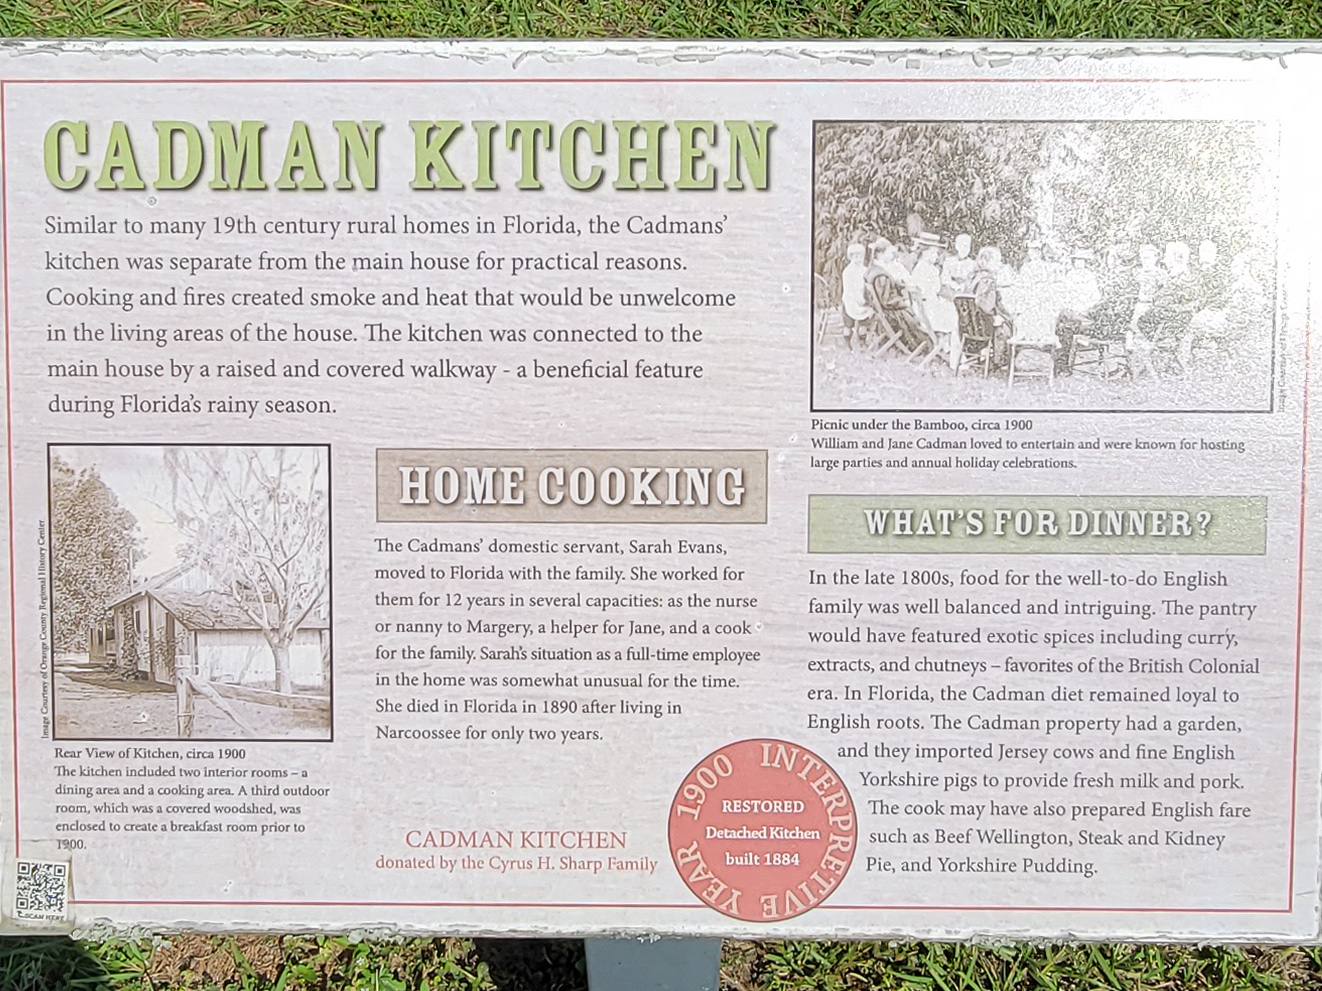 CADMAN KITCHEN
Similar to many 19th century rural homes in Florida, the Cadmans'
kitchen was separate from the main house for practical reasons.
Cooking and fires created smoke and heat that would be unwelcome
in the living areas of the house. The kitchen was connected to the
main house by a raised and covered walkway - a beneficial feature
during Florida's rainy season.
Image Courtesy of Orange County Regional History Center
Rear View of Kitchen, circa 1900
The kitchen included two interior rooms – a
dining area and a cooking area. A third outdoor
room, which was a covered woodshed, was
enclosed to create a breakfast room prior to
1900.
SCAN HERE
HOME COOKING
The Cadmans' domestic servant, Sarah Evans,
moved to Florida with the family. She worked for
them for 12 years in several capacities: as the nurse
or nanny to Margery, a helper for Jane, and a cook
for the family. Sarah's situation as a full-time employee
in the home was somewhat unusual for the time.
She died in Florida in 1890 after living in
Narcoossee for only two years.
CADMAN KITCHEN
donated by the Cyrus H. Sharp Family
INTERPRETIVE YEAR 1900
RESTORED
Detached Kitchen
built 1884
Image Courtesy of
Picnic under the Bamboo, circa 1900
William and Jane Cadman loved to entertain and were known for hosting
large parties and annual holiday celebrations.
WHAT'S FOR DINNER?
In the late 1800s, food for the well-to-do English
family was well balanced and intriguing. The pantry
would have featured exotic spices including curry,
extracts, and chutneys – favorites of the British Colonial
era. In Florida, the Cadman diet remained loyal to
English roots. The Cadman property had a garden,
and they imported Jersey cows and fine English
Yorkshire pigs to provide fresh milk and pork.
The cook may have also prepared English fare
such as Beef Wellington, Steak and Kidney
Pie, and Yorkshire Pudding.